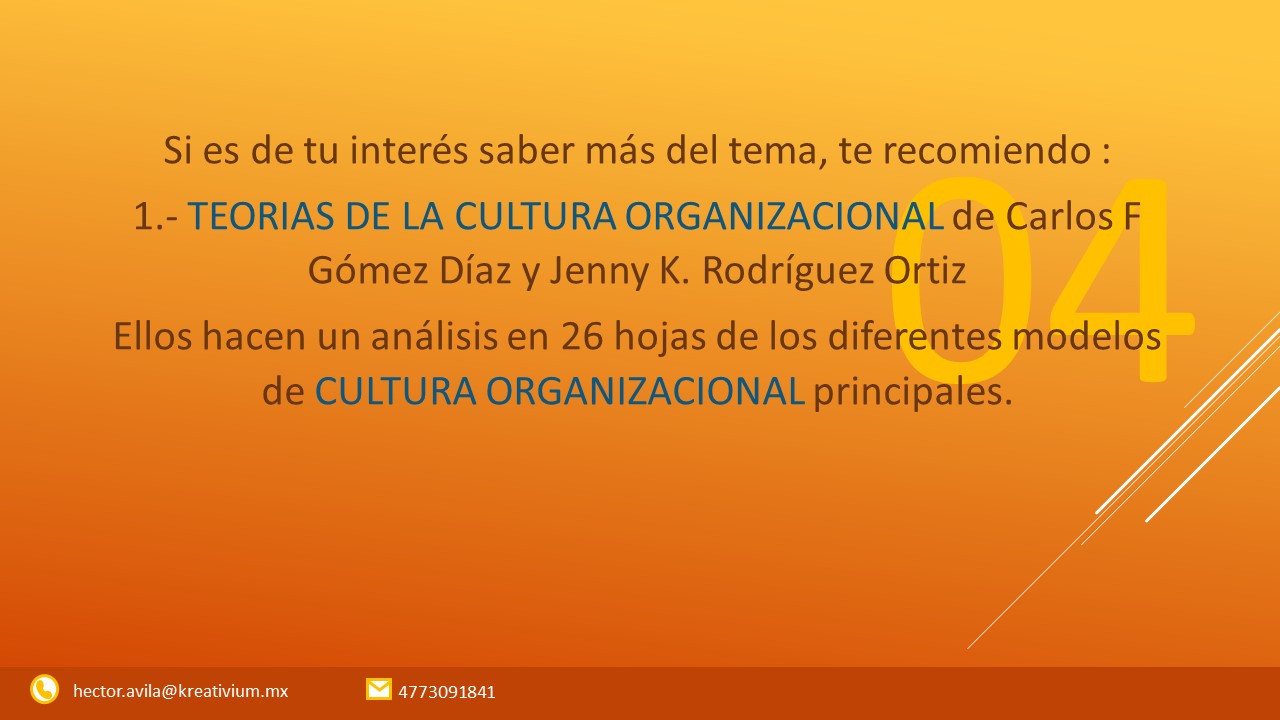 Si es de tu interés saber más del tema, te recomiendo :
1.- TEORIAS DE LA CULTURA ORGANIZACIONAL de Carlos F
Gómez Díaz y Jenny K. Rodríguez Ortiz
Ellos hacen un análisis en 26 hojas de los diferentes modelos
de CULTURA ORGANIZACIONAL principales.
04
hector.avila@kreativium.mx 4773091841